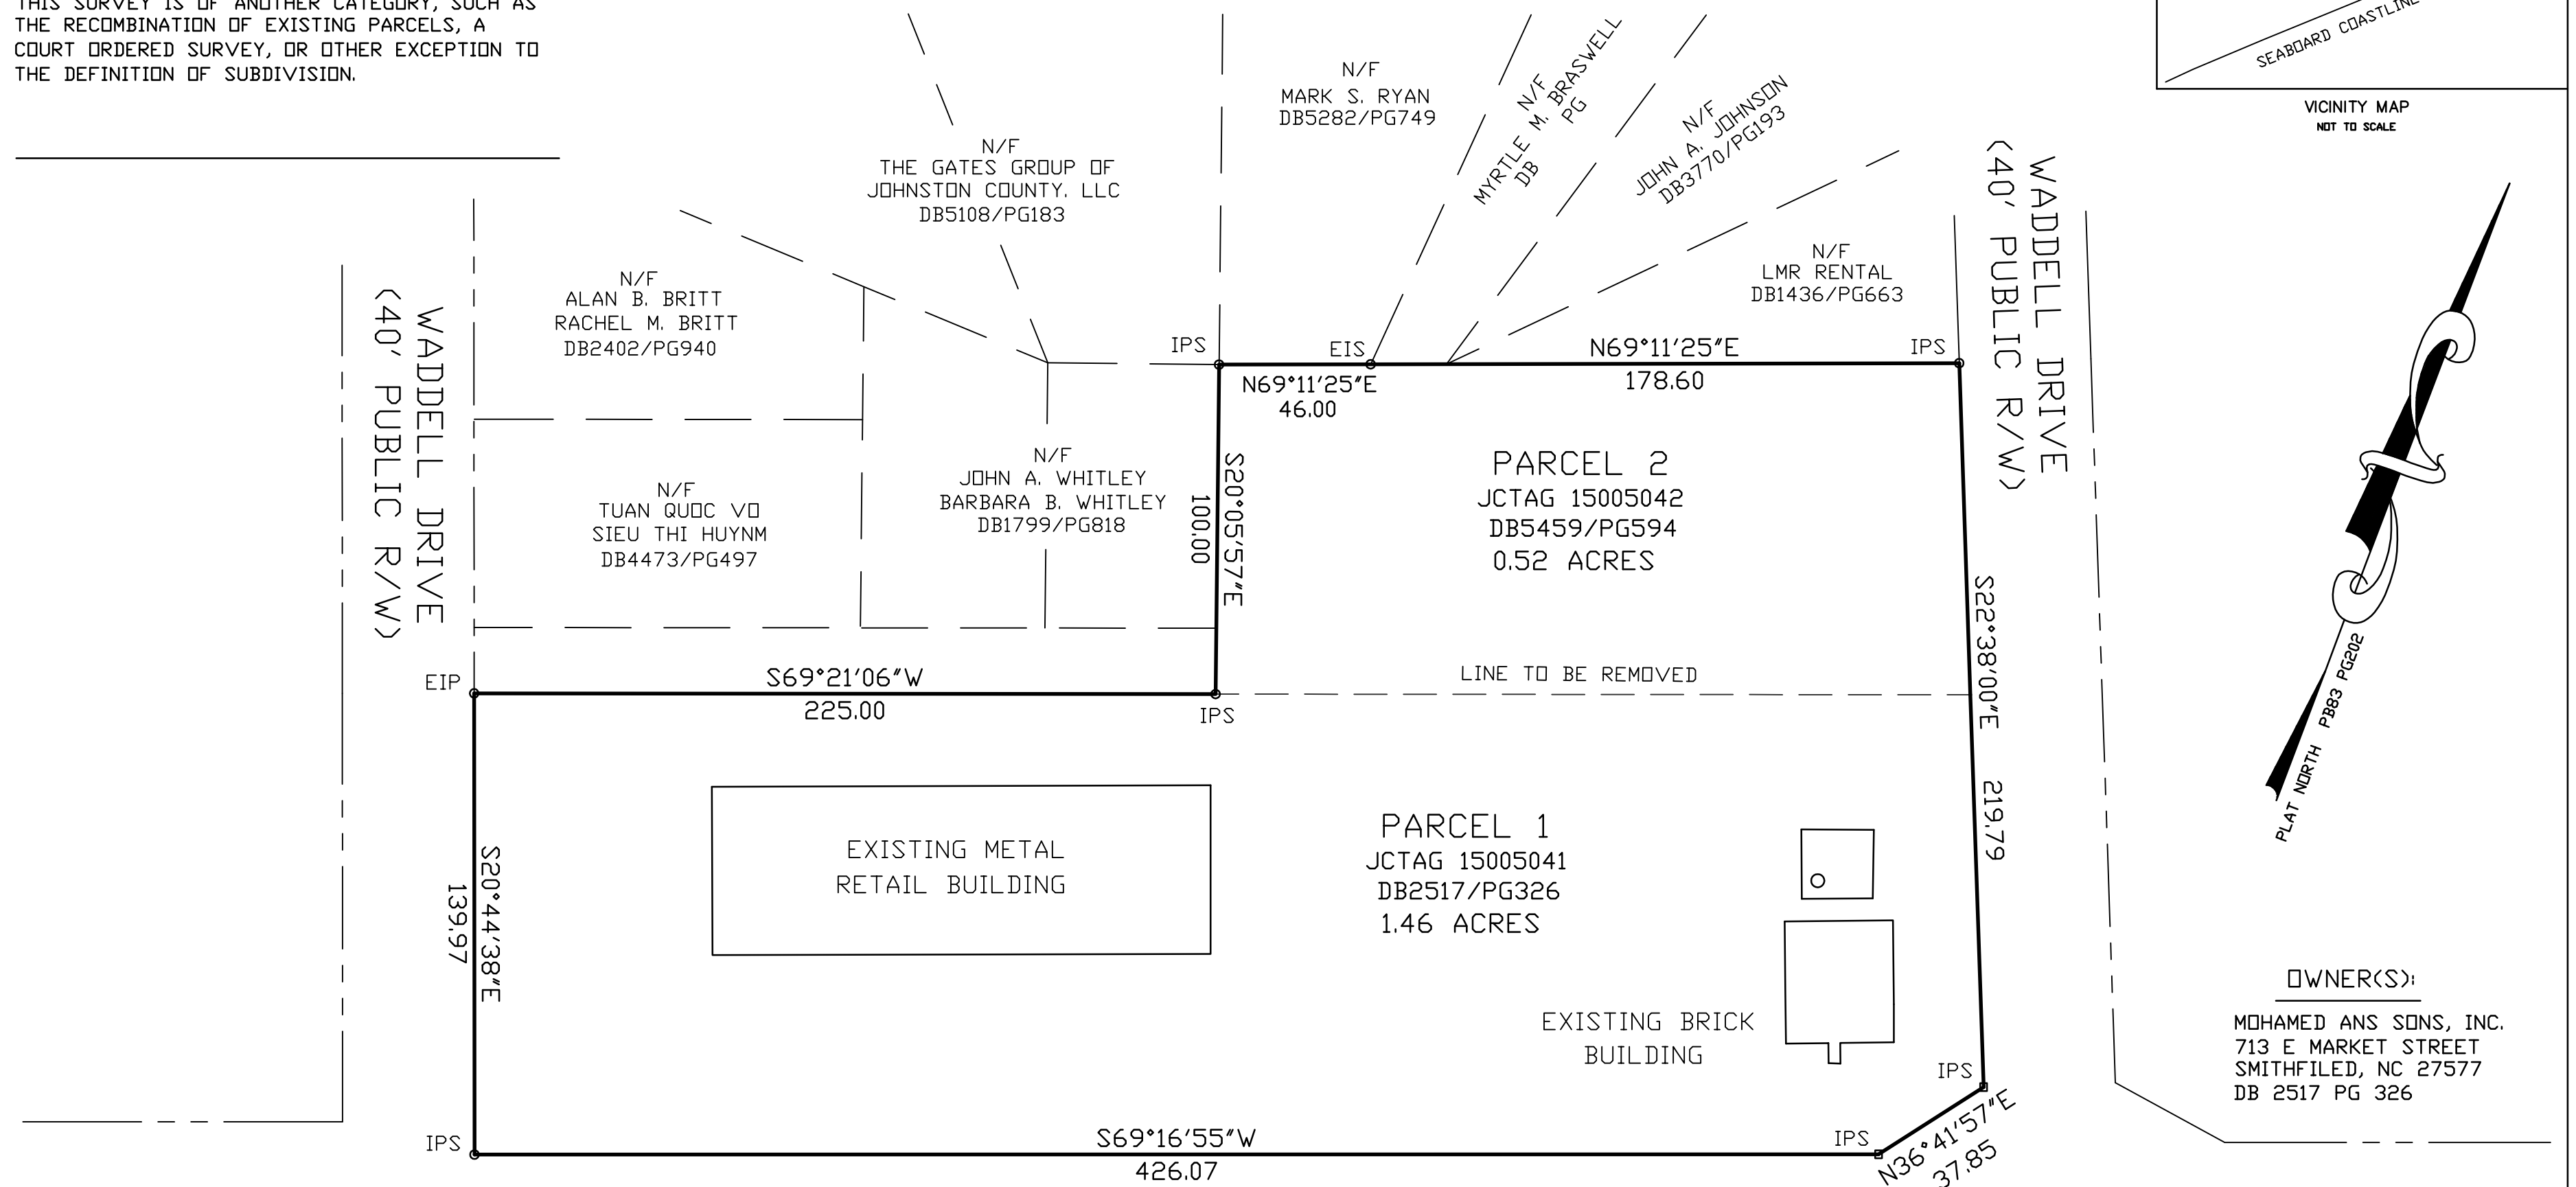 THIS SURVEY IS OF ANOTHER CATEGORY, SUCH AS
THE RECOMBINATION OF EXISTING PARCELS, A
COURT ORDERED SURVEY, OR OTHER EXCEPTION TO
THE DEFINITION OF SUBDIVISION.
SEABOARD COASTLINE
VICINITY MAP
NOT TO SCALE
N/F
THE GATES GROUP OF
JOHNSTON COUNTY. LLC
DB5108/PG183
N/F
MARK S. RYAN
DB5282/PG749
N/F
MYRTLE M. BRASWELL
DB PG
N/F
JOHN A. JOHNSON
DB3770/PG193
N/F
LMR RENTAL
DB1436/PG663
WADDELL DRIVE
(40' PUBLIC R/W)
N/F
ALAN B. BRITT
RACHEL M. BRITT
DB2402/PG940
WADDELL DRIVE
(40' PUBLIC R/W)
IPS
EIS
N69°11'25"E
178.60
IPS
N69°11'25"E
46.00
N/F
TUAN QUOC VO
SIEU THI HUYNM
DB4473/PG497
N/F
JOHN A. WHITLEY
BARBARA B. WHITLEY
DB1799/PG818
S20°05'57"E
100.00
PARCEL 2
JCTAG 15005042
DB5459/PG594
0.52 ACRES
S22°38'00"E 219.79
PLAT NORTH PB83 PG202
EIP
S69°21'06"W
225.00
IPS
LINE TO BE REMOVED
EXISTING METAL
RETAIL BUILDING
PARCEL 1
JCTAG 15005041
DB2517/PG326
1.46 ACRES
S20°44'38"E
139.97
EXISTING BRICK
BUILDING
IPS
N36°41'57"E
37.85
IPS
IPS
S69°16'55"W
426.07
OWNER(S):
MOHAMED ANS SONS, INC.
713 E MARKET STREET
SMITHFILED, NC 27577
DB 2517 PG 326